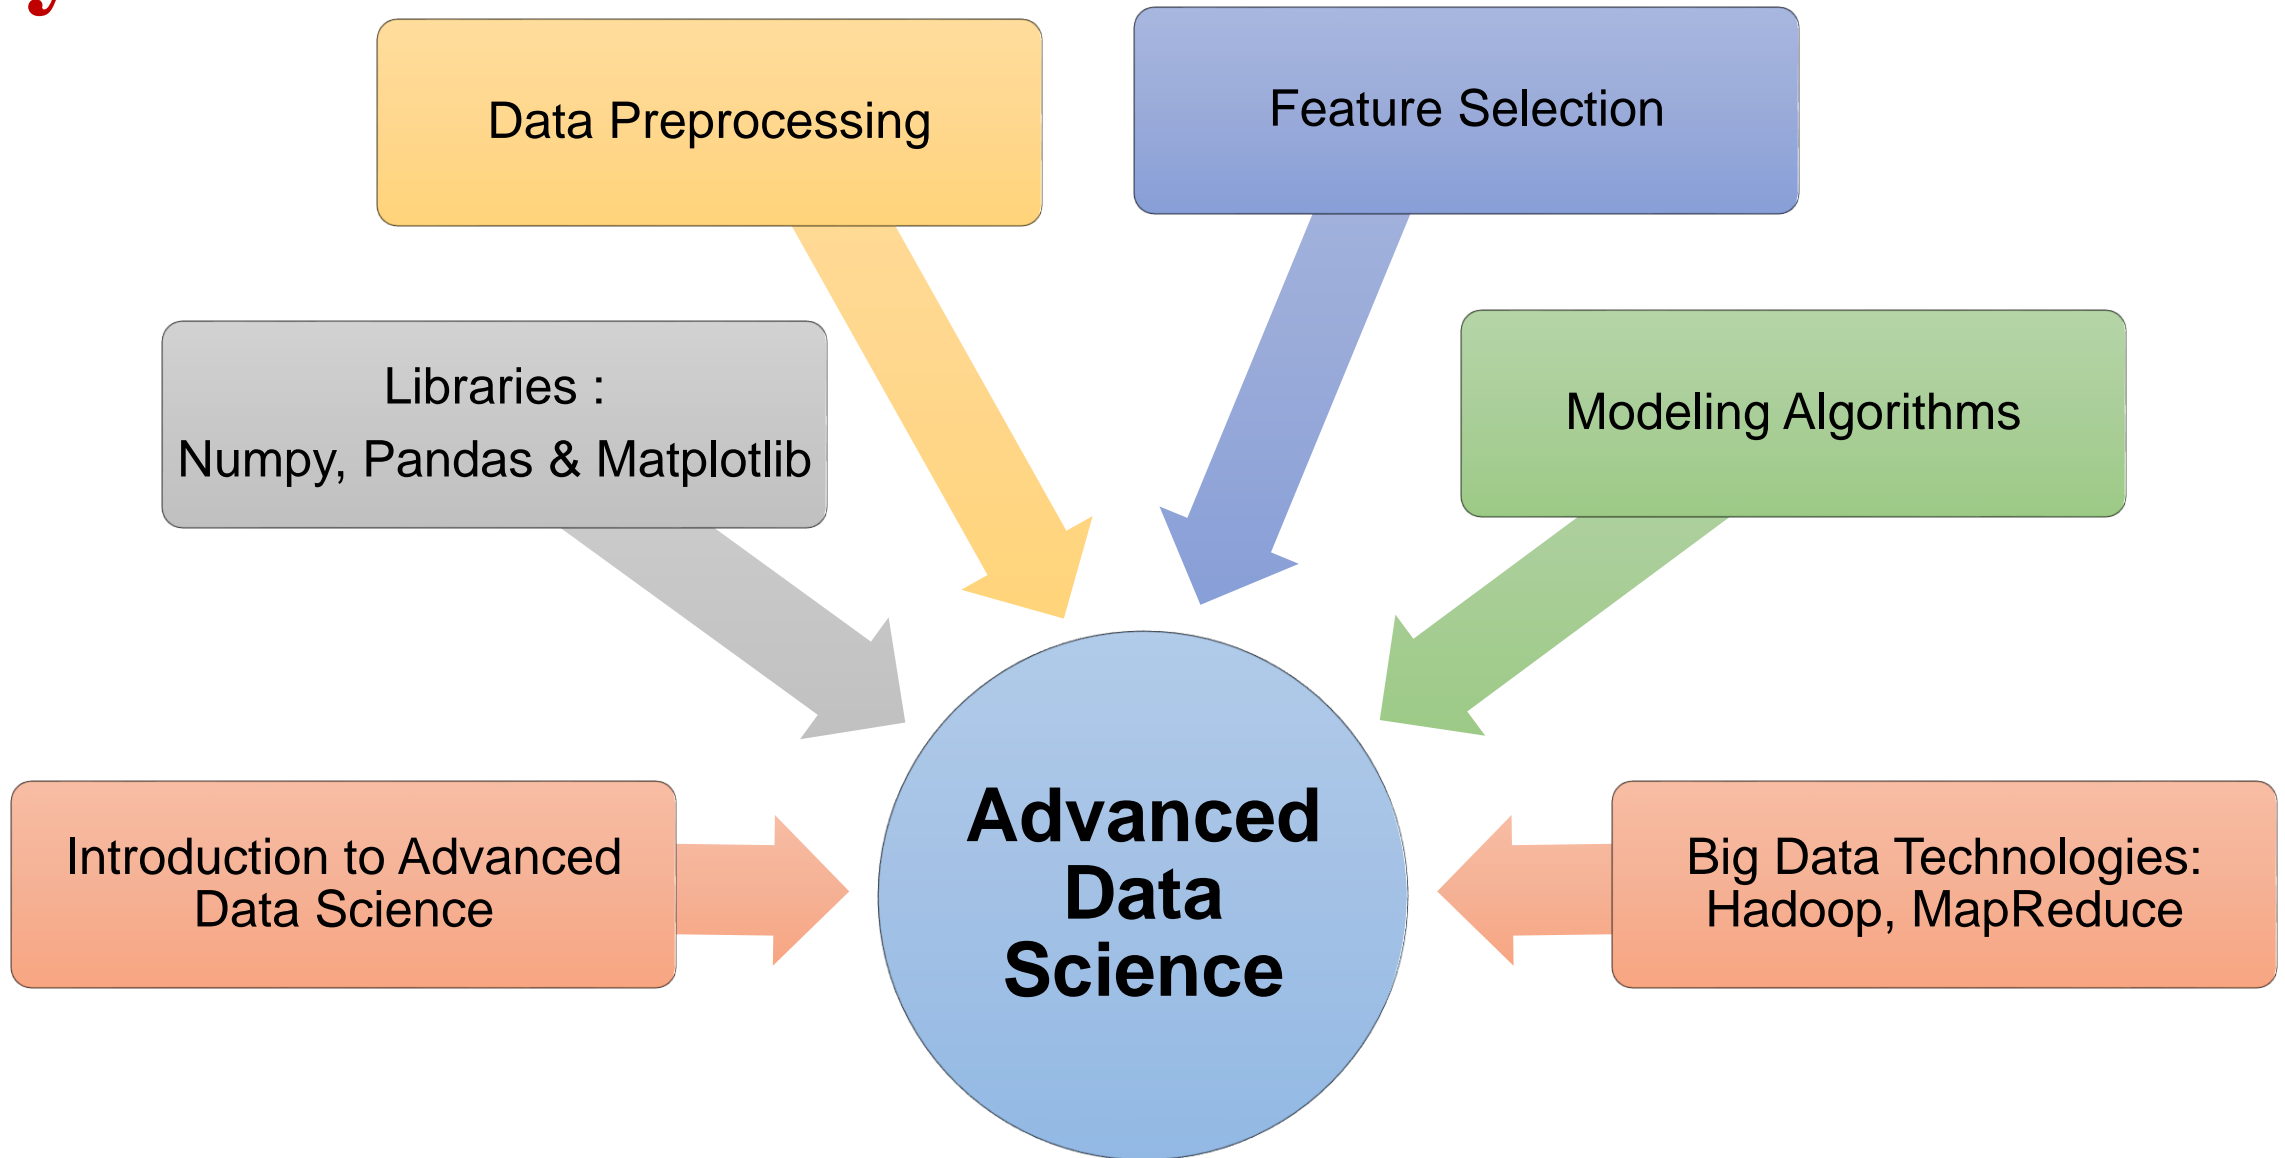 Data Preprocessing
Feature Selection
Libraries :
Numpy, Pandas & Matplotlib
Modeling Algorithms
Introduction to Advanced
Data Science
Advanced
Data
Science
Big Data Technologies:
Hadoop, MapReduce